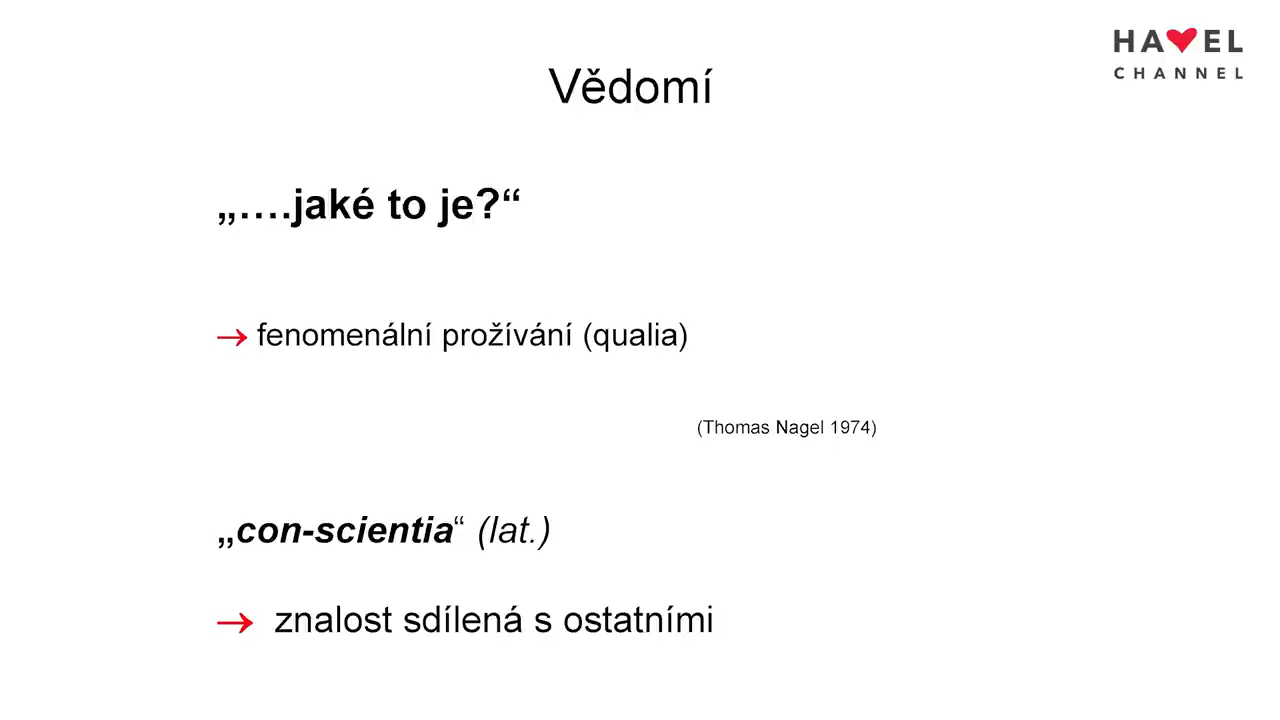 HAVEL
CHANNEL
Vědomí
„….jaké to je?“
→ fenomenální prožívání (qualia)
(Thomas Nagel 1974)
„con-scientia“ (lat.)
→ znalost sdílená s ostatními